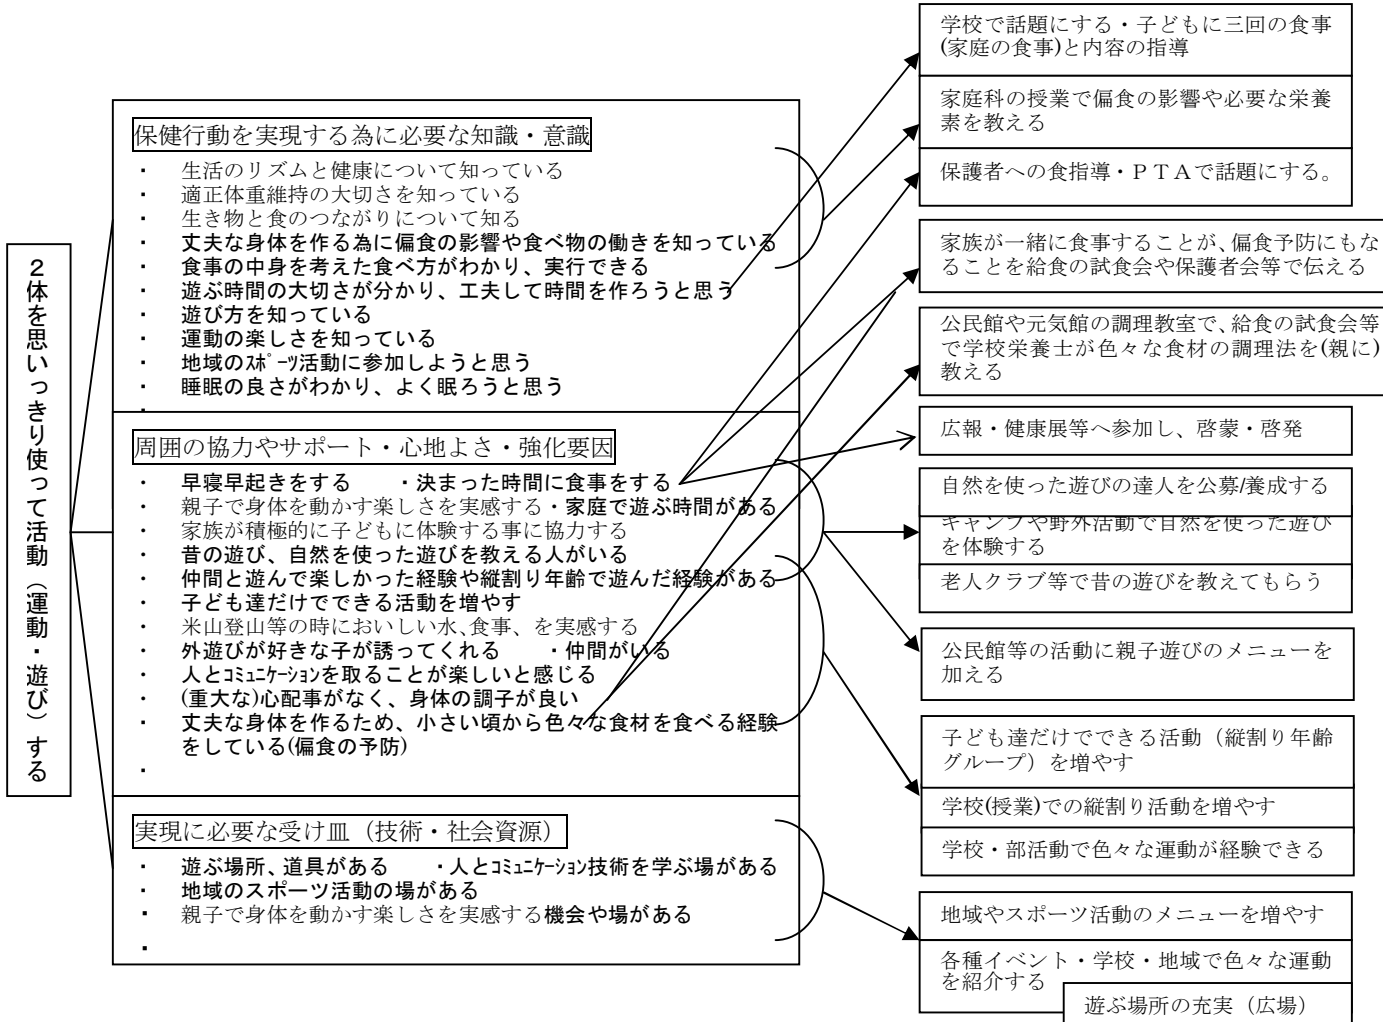 ２体を思いっきり使って活動（運動・遊び）する
保健行動を実現する為に必要な知識・意識
・ 生活のリズムと健康について知っている
・ 適正体重維持の大切さを知っている
・ 生き物と食のつながりについて知る
・ 丈夫な身体を作る為に偏食の影響や食べ物の働きを知っている
・ 食事の中身を考えた食べ方がわかり、実行できる
・ 遊ぶ時間の大切さが分かり、工夫して時間を作ろうと思う
・ 遊び方を知っている
・ 運動の楽しさを知っている
・ 地域のｽﾎﾟｰﾂ活動に参加しようと思う
・ 睡眠の良さがわかり、よく眠ろうと思う
・
周囲の協力やサポート・心地よさ・強化要因
・ 早寝早起きをする ・決まった時間に食事をする
・ 親子で身体を動かす楽しさを実感する・家庭で遊ぶ時間がある
・ 家族が積極的に子どもに体験する事に協力する
・ 昔の遊び、自然を使った遊びを教える人がいる
・ 仲間と遊んで楽しかった経験や縦割り年齢で遊んだ経験がある
・ 子ども達だけでできる活動を増やす
・ 米山登山等の時においしい水、食事、を実感する
・ 外遊びが好きな子が誘ってくれる ・仲間がいる
・ 人とｺﾐｭﾆｹｰｼｮﾝを取ることが楽しいと感じる
・ (重大な)心配事がなく、身体の調子が良い
・ 丈夫な身体を作るため、小さい頃から色々な食材を食べる経験
をしている(偏食の予防)
・
実現に必要な受け皿（技術・社会資源）
・ 遊ぶ場所、道具がある ・人とｺﾐｭﾆｹｰｼｮﾝ技術を学ぶ場がある
・ 地域のスポーツ活動の場がある
・ 親子で身体を動かす楽しさを実感する機会や場がある
・
学校で話題にする・子どもに三回の食事
(家庭の食事)と内容の指導
家庭科の授業で偏食の影響や必要な栄養
素を教える
保護者への食指導・ＰＴＡで話題にする。
家族が一緒に食事することが、偏食予防にもな
ることを給食の試食会や保護者会等で伝える
公民館や元気館の調理教室で、給食の試食会等
で学校栄養士が色々な食材の調理法を(親に)
教える
広報・健康展等へ参加し、啓蒙・啓発
自然を使った遊びの達人を公募/養成する
キャンプや野外活動で自然を使った遊び
を体験する
老人クラブ等で昔の遊びを教えてもらう
公民館等の活動に親子遊びのメニューを
加える
子ども達だけでできる活動（縦割り年齢
グループ）を増やす
学校(授業)での縦割り活動を増やす
学校・部活動で色々な運動が経験できる
地域やスポーツ活動のメニューを増やす
各種イベント・学校・地域で色々な運動
を紹介する
遊ぶ場所の充実（広場）